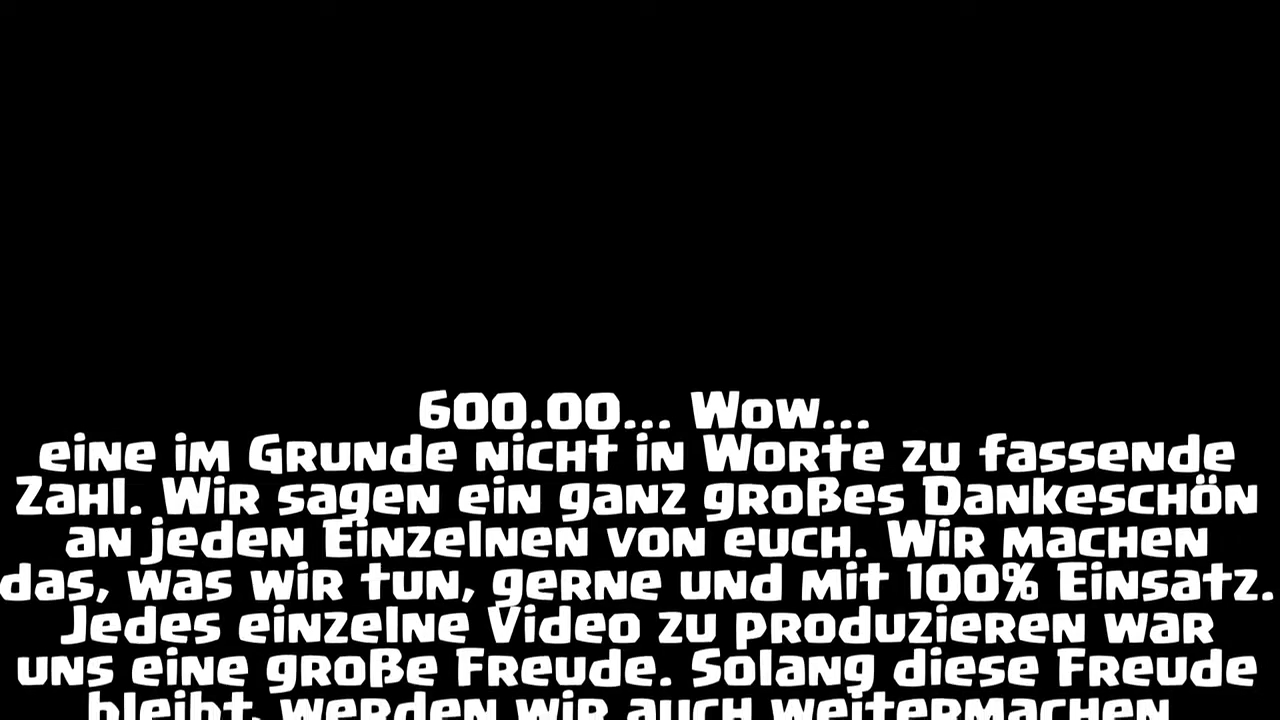 600.00... Wow...
eine im Grunde nicht in Worte zu fassende
Zahl. Wir sagen ein ganz großes Dankeschön
an jeden Einzelnen von euch. Wir machen
das, was wir tun, gerne und mit 100% Einsatz.
Jedes einzelne Video zu produzieren war
uns eine große Freude. Solang diese Freude
bleibt, werden wir auch weitermachen